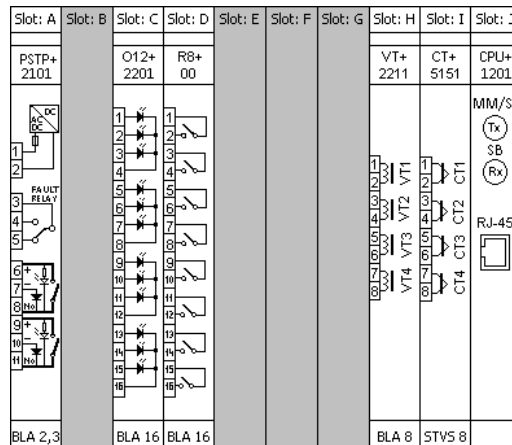 Slot: A Slot: B Slot: C Slot: D Slot: E Slot: F Slot: G Slot: H Slot: I Slot: J
PSTP+ O12+ R8+ VT+ CT+ CPU+
2101 2201 00 2211 5151 1201
MM/S
AC
DC
DC
Tx
SB
Rx
RJ-45
1
2
FAULT
RELAY
3
4
5
6 +
7 -
8 No
9 +
10 -
11 No
1
2
3
4
5
6
7
8
9
10
11
12
13
14
15
16
1
2
3
4
5
6
7
8
9
10
11
12
13
14
15
16
1
2 VT1
3
4 VT2
5
6 VT3
7
8 VT4
1
2 CT1
3
4 CT2
5
6 CT3
7
8 CT4
BLA 2,3 BLA 16 BLA 16 BLA 8 STVS 8